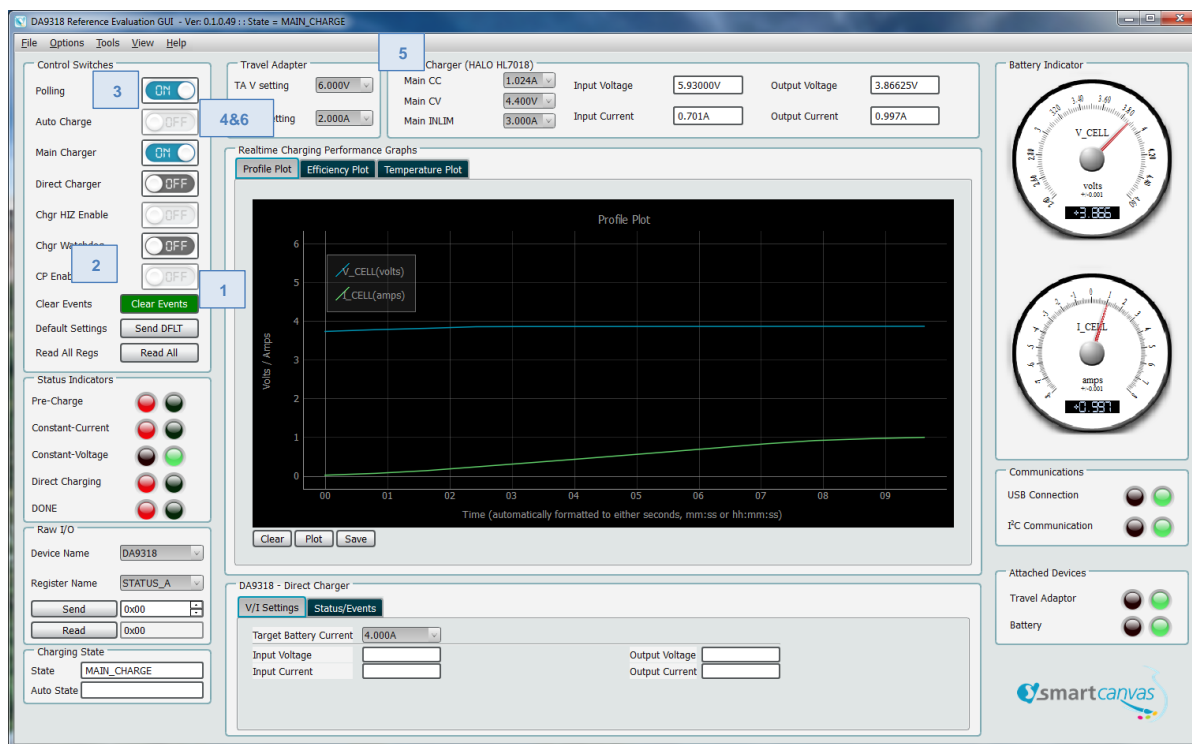 DA9318 Reference Evaluation GUI - Ver: 0.1.0.49 : : State = MAIN_CHARGE
File Options Tools View Help
Control Switches
Polling 3 ON
Auto Charge OFF 4&6
Main Charger ON
Direct Charger OFF
Chgr HIZ Enable OFF
Chgr OFF
2
CP OFF
1
Clear Events Clear Events
Default Settings Send DFLT
Read All Regs Read All
Status Indicators
Pre-Charge
Constant-Current
Constant-Voltage
Direct Charging
DONE
Raw I/O
Device Name DA9318
Register Name STATUS_A
Send 0x00
Read 0x00
Charging State
State MAIN_CHARGE
Auto State
Travel Adapter
TA V setting 6.000V
2.000A
5
(HALO HL7018)
Main CC 1.024A
Main CV 4.400V
Main INLIM 3.000A
Input Voltage 5.93000V Output Voltage 3.86625V
Input Current 0.701A Output Current 0.997A
Realtime Charging Performance Graphs
Profile Plot Efficiency Plot Temperature Plot
Profile Plot
V_CELL(volts)
I_CELL(amps)
Volts / Amps
6
5
4
3
2
1
0
00 01 02 03 04 05 06 07 08 09
Time (automatically formatted to either seconds, mm:ss or hh:mm:ss)
Clear Plot Save
DA9318 - Direct Charger
V/I Settings Status/Events
Target Battery Current 4.000A
Input Voltage Output Voltage
Input Current Output Current
Battery Indicator
V_CELL
volts
+-0.001
+3.866
I_CELL
amps
+-0.001
+0.997
Communications
USB Connection
I²C Communication
Attached Devices
Travel Adaptor
Battery
smartcanvas